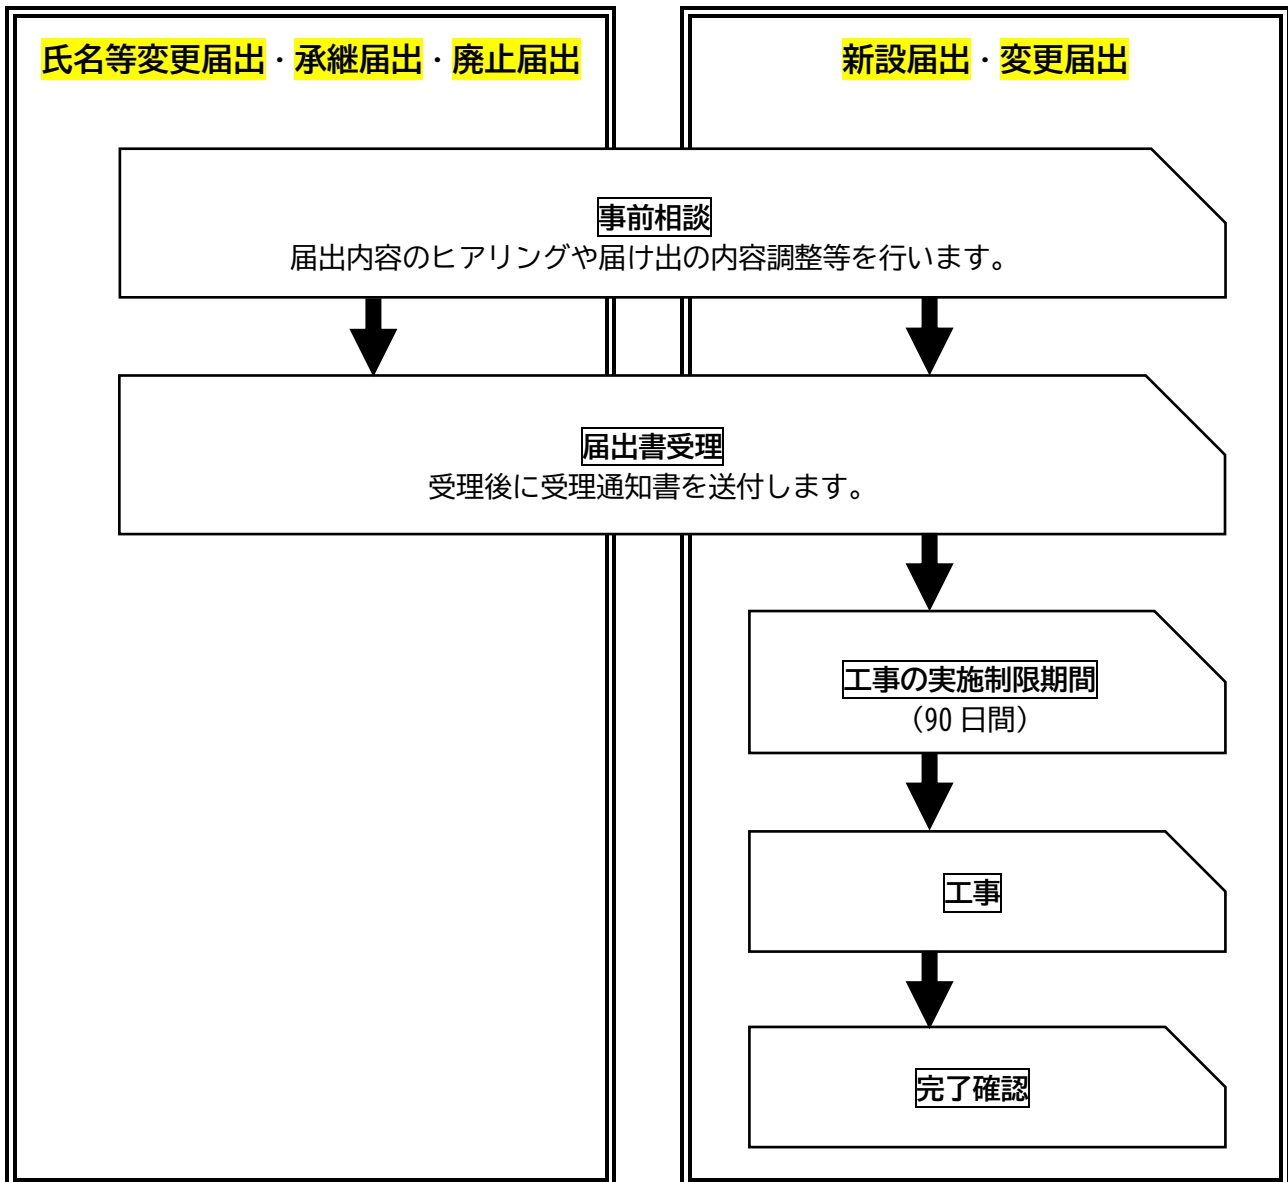 氏名等変更届出・承継届出・廃止届出
新設届出・変更届出
事前相談
届出内容のヒアリングや届け出の内容調整等を行います。
届出書受理
受理後に受理通知書を送付します。
工事の実施制限期間
（90日間）
工事
完了確認